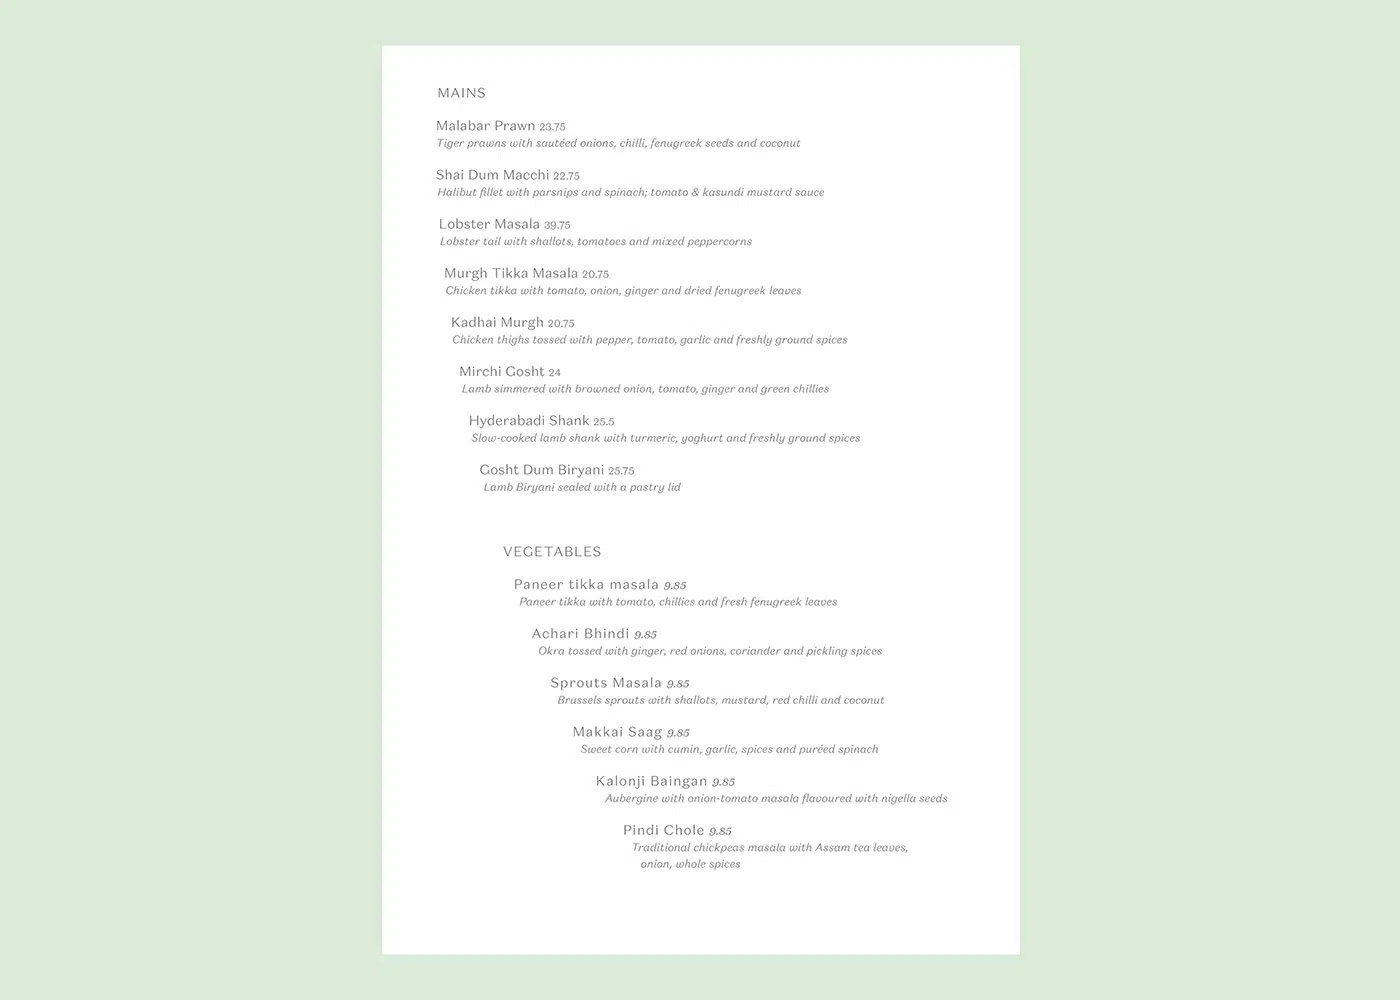 MAINS
Malabar Prawn 23.75
Tiger prawns with sautéed onions, chilli, fenugreek seeds and coconut
Shai Dum Macchi 22.75
Halibut fillet with parsnips and spinach; tomato & kasundi mustard sauce
Lobster Masala 39.75
Lobster tail with shallots, tomatoes and mixed peppercorns
Murgh Tikka Masala 20.75
Chicken tikka with tomato, onion, ginger and dried fenugreek leaves
Kadhai Murgh 20.75
Chicken thighs tossed with pepper, tomato, garlic and freshly ground spices
Mirchi Gosht 24
Lamb simmered with browned onion, tomato, ginger and green chillies
Hyderabadi Shank 25.5
Slow-cooked lamb shank with turmeric, yoghurt and freshly ground spices
Gosht Dum Biryani 25.75
Lamb Biryani sealed with a pastry lid
VEGETABLES
Paneer tikka masala 9.85
Paneer tikka with tomato, chillies and fresh fenugreek leaves
Achari Bhindi 9.85
Okra tossed with ginger, red onions, coriander and pickling spices
Sprouts Masala 9.85
Brussels sprouts with shallots, mustard, red chilli and coconut
Makkai Saag 9.85
Sweet corn with cumin, garlic, spices and puréed spinach
Kalonji Baingan 9.85
Aubergine with onion-tomato masala flavoured with nigella seeds
Pindi Chole 9.85
Traditional chickpeas masala with Assam tea leaves,
onion, whole spices